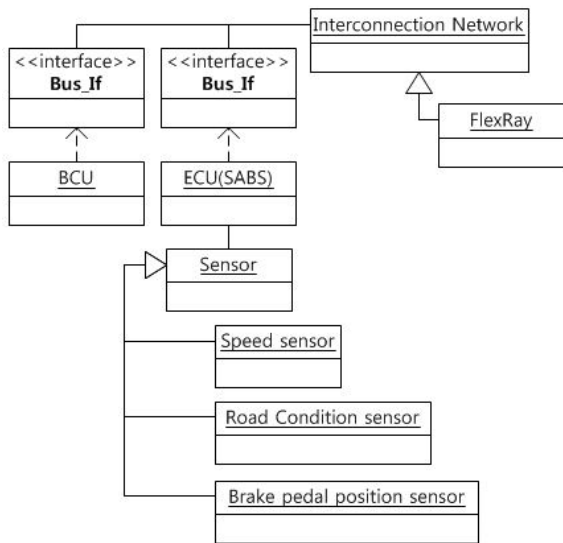 Interconnection Network
<<interface>>
Bus_If
<<interface>>
Bus_If
FlexRay
BCU
ECU(SABS)
Sensor
Speed sensor
Road Condition sensor
Brake pedal position sensor